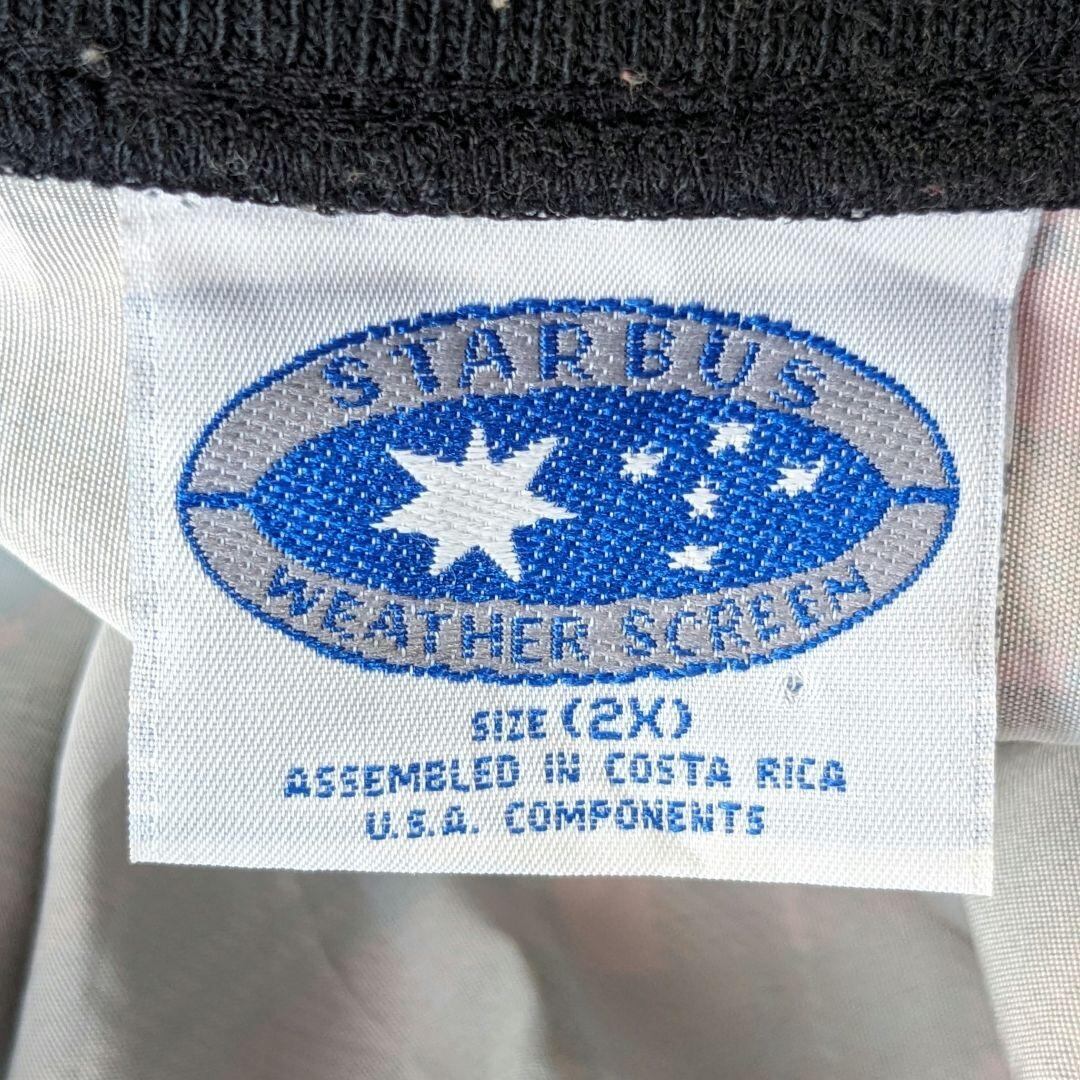 STARBUS
WEATHER SCREEN
SIZE (2X)
ASSEMBLED IN COSTA RICA
U.S.A. COMPONENTS